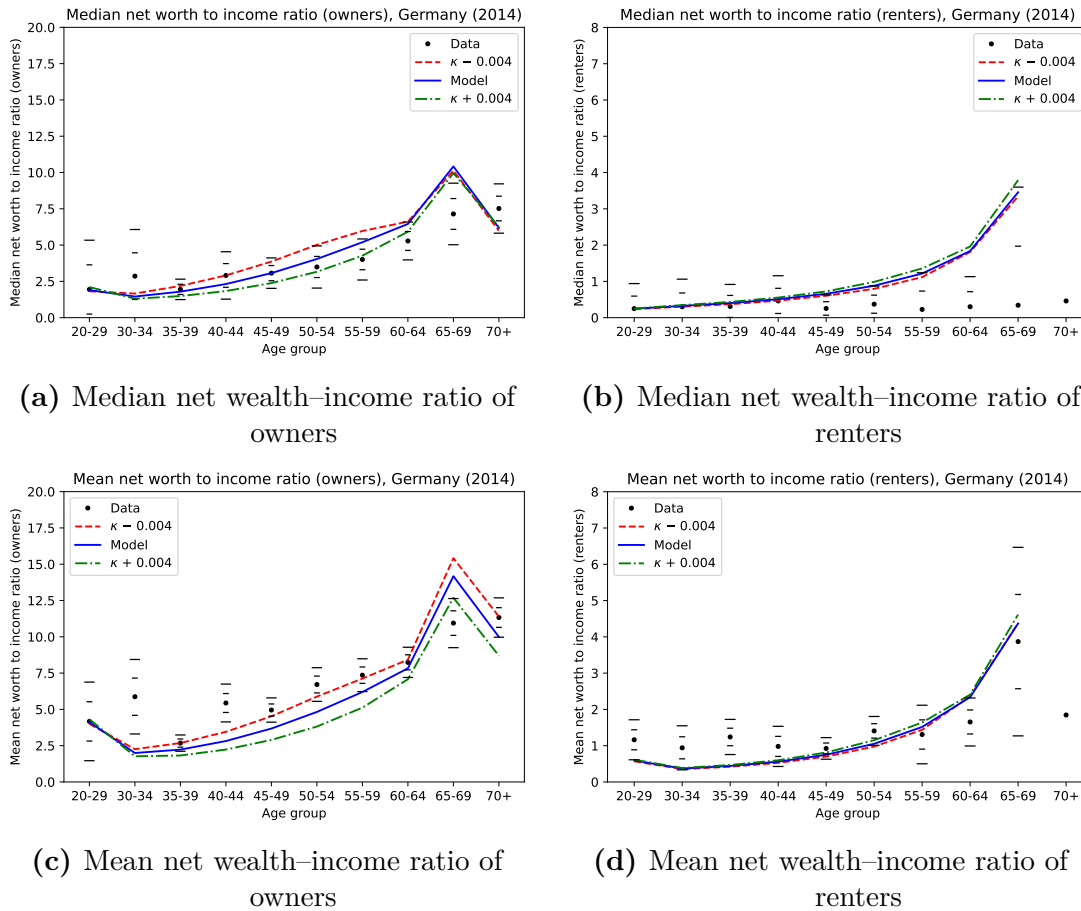 Median net worth to income ratio (owners), Germany (2014)
Median net worth to income ratio (owners)
20.0
17.5
15.0
12.5
10.0
7.5
5.0
2.5
0.0
Data
κ − 0.004
Model
κ + 0.004
20-29 30-34 35-39 40-44 45-49 50-54 55-59 60-64 65-69 70+
Age group
(a) Median net wealth–income ratio of
owners
Median net worth to income ratio (renters), Germany (2014)
Median net worth to income ratio (renters)
8
7
6
5
4
3
2
1
0
Data
κ − 0.004
Model
κ + 0.004
20-29 30-34 35-39 40-44 45-49 50-54 55-59 60-64 65-69 70+
Age group
(b) Median net wealth–income ratio of
renters
Mean net worth to income ratio (owners), Germany (2014)
Mean net worth to income ratio (owners)
20.0
17.5
15.0
12.5
10.0
7.5
5.0
2.5
0.0
Data
κ − 0.004
Model
κ + 0.004
20-29 30-34 35-39 40-44 45-49 50-54 55-59 60-64 65-69 70+
Age group
(c) Mean net wealth–income ratio of
owners
Mean net worth to income ratio (renters), Germany (2014)
Mean net worth to income ratio (renters)
8
7
6
5
4
3
2
1
0
Data
κ − 0.004
Model
κ + 0.004
20-29 30-34 35-39 40-44 45-49 50-54 55-59 60-64 65-69 70+
Age group
(d) Mean net wealth–income ratio of
renters